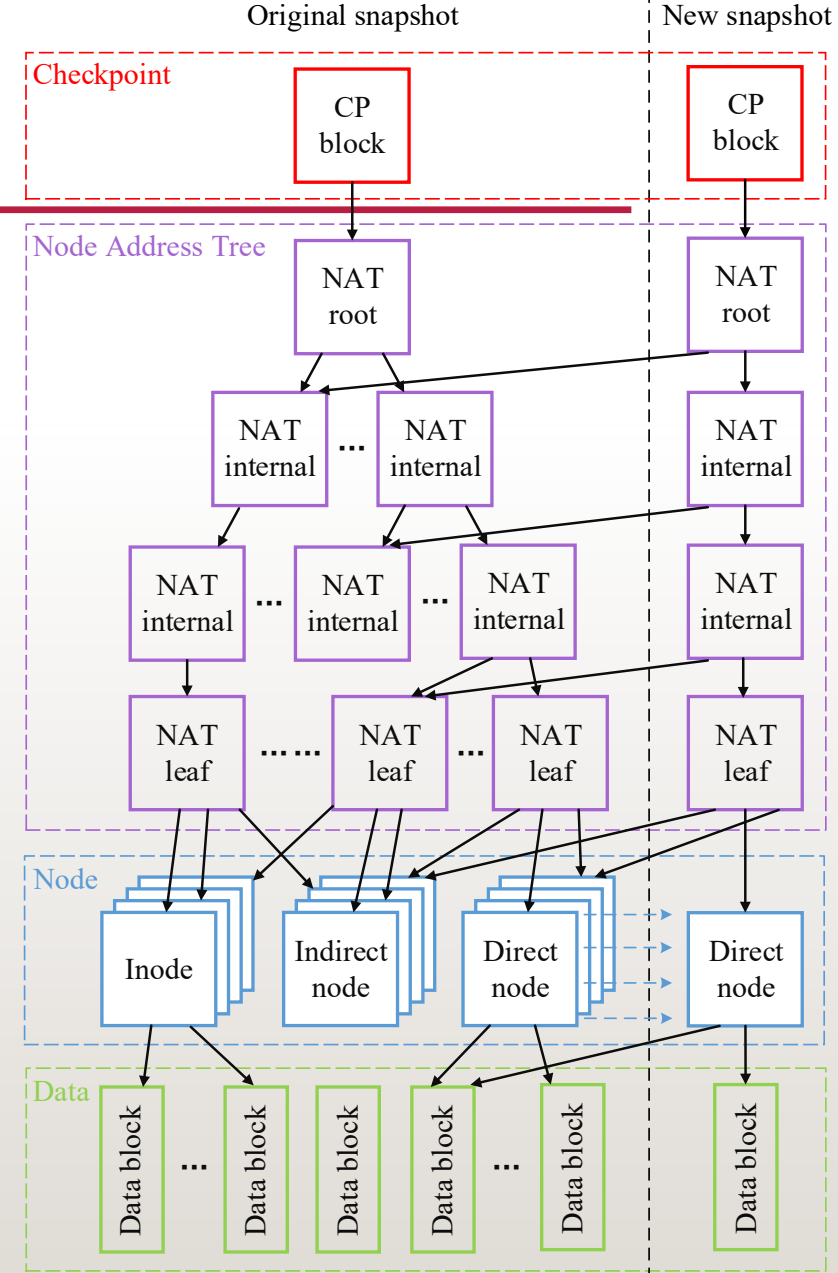 Original snapshot
New snapshot
Checkpoint
CP
block
CP
block
Node Address Tree
NAT
root
NAT
root
NAT
internal
...
NAT
internal
NAT
internal
NAT
internal
...
NAT
internal
...
NAT
internal
NAT
internal
NAT
leaf
... ...
NAT
leaf
...
NAT
leaf
NAT
leaf
Node
Inode
Indirect
node
Direct
node
Direct
node
Data
Data block
...
Data block
Data block
Data block
...
Data block
Data block